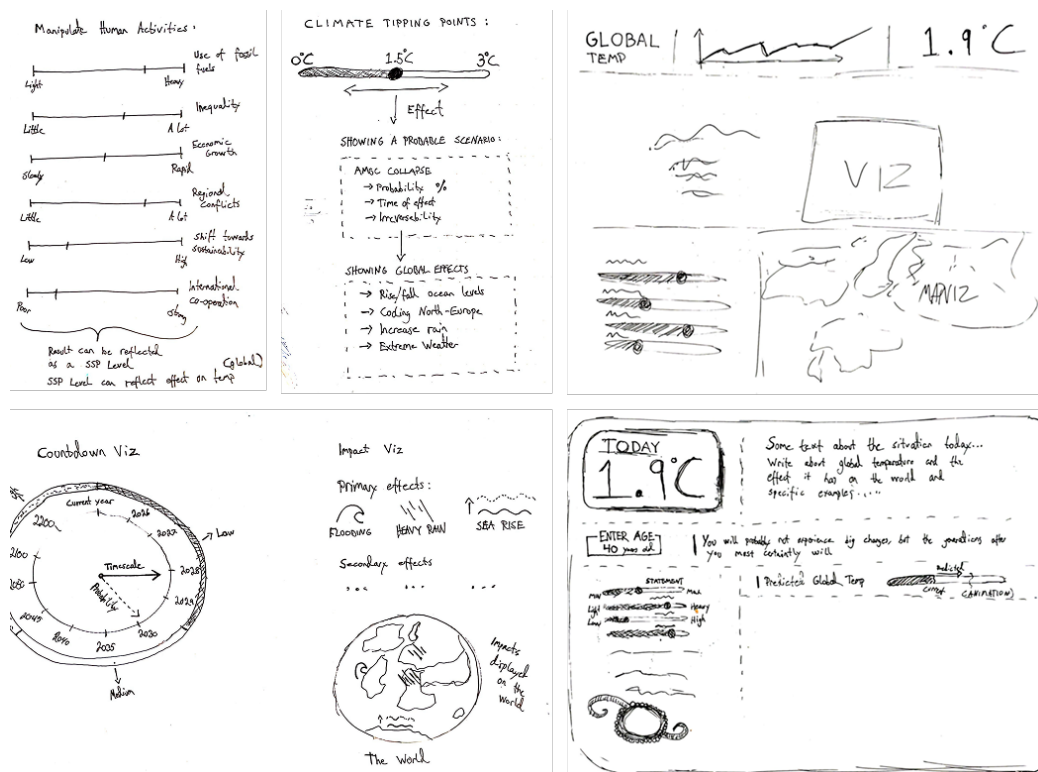 Manipulate Human Activities:
Use of fossil
fuels
Light
Heavy
Inequality
Little
A lot
Economic
Growth
Slowly
Rapid
Regional
Conflicts
Little
A lot
Shift towards
sustainability
Low
High
International
co-operation
Poor
Strong
Result can be reflected
as a SSP Level
(global)
SSP Level can reflect effect on temp
CLIMATE TIPPING POINTS:
0°C 1.5°C 3°C
Effect
SHOWING A PROBABLE SCENARIO:
COLLAPSE
→ Probability %
→ Time of effect
→ Irreversability
SHOWING GLOBAL EFFECTS
→ Rise/fall ocean levels
→ North-Europe
→ Increase rain
→ Extreme Weather
GLOBAL
TEMP
1.9°C
VIZ
MAPVIZ
Countdown Viz
Current year
2026
2027
2028
2029
2030
2035
2040
2045
2100
2200
Low
Timescale
Probability
Medium
Impact Viz
Primary effects:
FLOODING HEAVY RAIN SEA RISE
Secondary effects
Impacts
displayed
on the
World
The World
TODAY
1.9°C
Some text about the situation today...
Write about global temperature and the
effect it has on the world and
specific examples.....
ENTER AGE:
40 years old
You will probably not experience big changes, but the generations after
you most certaintly will
STATEMENT
Min
Max
Light
Heavy
Low
High
Predicted Global Temp
predicted
current
(ANIMATION)